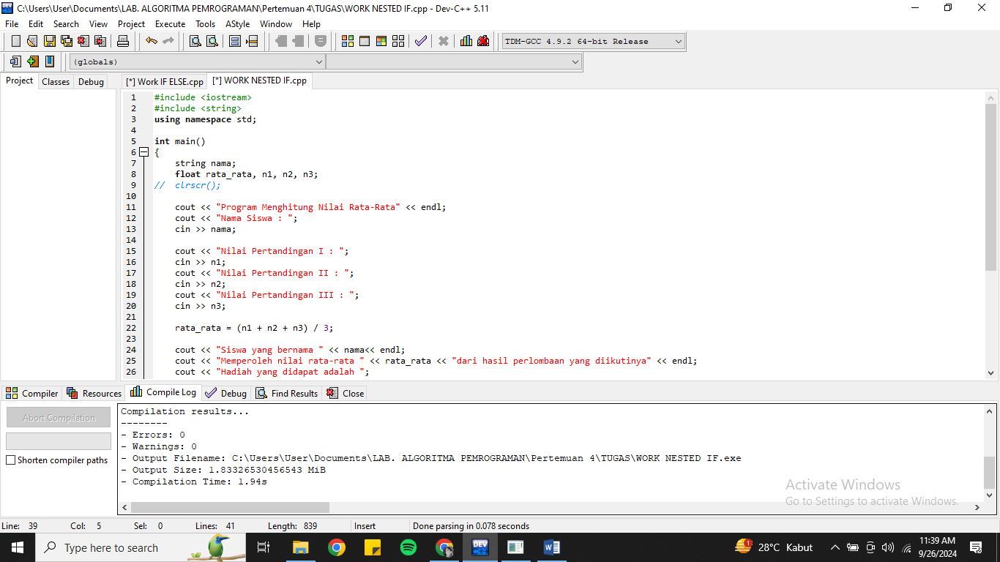 C:\Users\User\Documents\LAB. ALGORITMA PEMROGRAMAN\Pertemuan 4\TUGAS\WORK NESTED IF.cpp - Dev-C++ 5.11
File Edit Search View Project Execute Tools AStyle Window Help
TDM-GCC 4.9.2 64-bit Release
(globals)
Project Classes Debug [*] Work IF ELSE.cpp [*] WORK NESTED IF.cpp
1 #include <iostream>
2 #include <string>
3 using namespace std;
4
5 int main()
6 {
7 string nama;
8 float rata_rata, n1, n2, n3;
9 // clrscr();
10
11 cout << "Program Menghitung Nilai Rata-Rata" << endl;
12 cout << "Nama Siswa : ";
13 cin >> nama;
14
15 cout << "Nilai Pertandingan I : ";
16 cin >> n1;
17 cout << "Nilai Pertandingan II : ";
18 cin >> n2;
19 cout << "Nilai Pertandingan III : ";
20 cin >> n3;
21
22 rata_rata = (n1 + n2 + n3) / 3;
23
24 cout << "Siswa yang bernama " << nama<< endl;
25 cout << "Memperoleh nilai rata-rata " << rata_rata << "dari hasil perlombaan yang diikutinya" << endl;
26 cout << "Hadiah yang didapat adalah ";
Compiler Resources Compile Log Debug Find Results Close
Abort Compilation
Shorten compiler paths
Compilation results...
--------
- Errors: 0
- Warnings: 0
- Output Filename: C:\Users\User\Documents\LAB. ALGORITMA PEMROGRAMAN\Pertemuan 4\TUGAS\WORK NESTED IF.exe
- Output Size: 1.83326530456543 MiB
- Compilation Time: 1.94s
Activate Windows
Go to Settings to activate Windows.
Line: 39 Col: 5 Sel: 0 Lines: 41 Length: 839 Insert Done parsing in 0.078 seconds
Type here to search
DEV
1
28°C Kabut
11:39 AM
9/26/2024